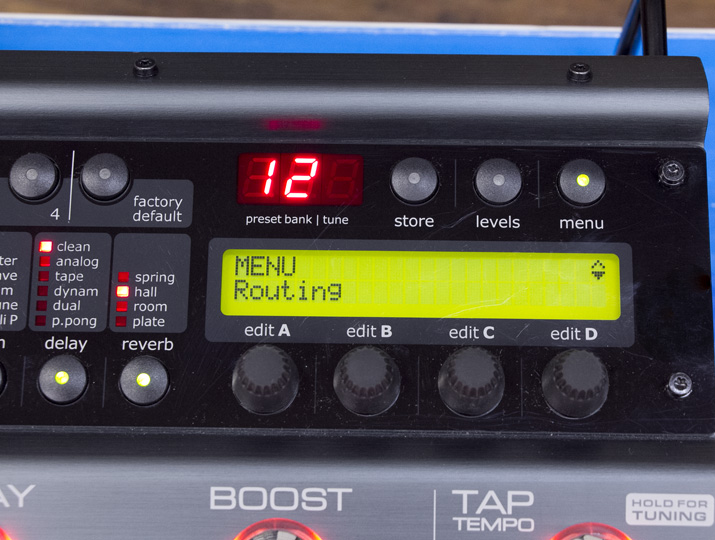 4
factory
default
12
preset bank | tune
store
levels
menu
clean
analog
tape
dynam
dual
p.pong
spring
hall
room
plate
MENU
Routing
edit A
edit B
edit C
edit D
delay
reverb
BOOST
TAP
TEMPO
HOLD FOR
TUNING